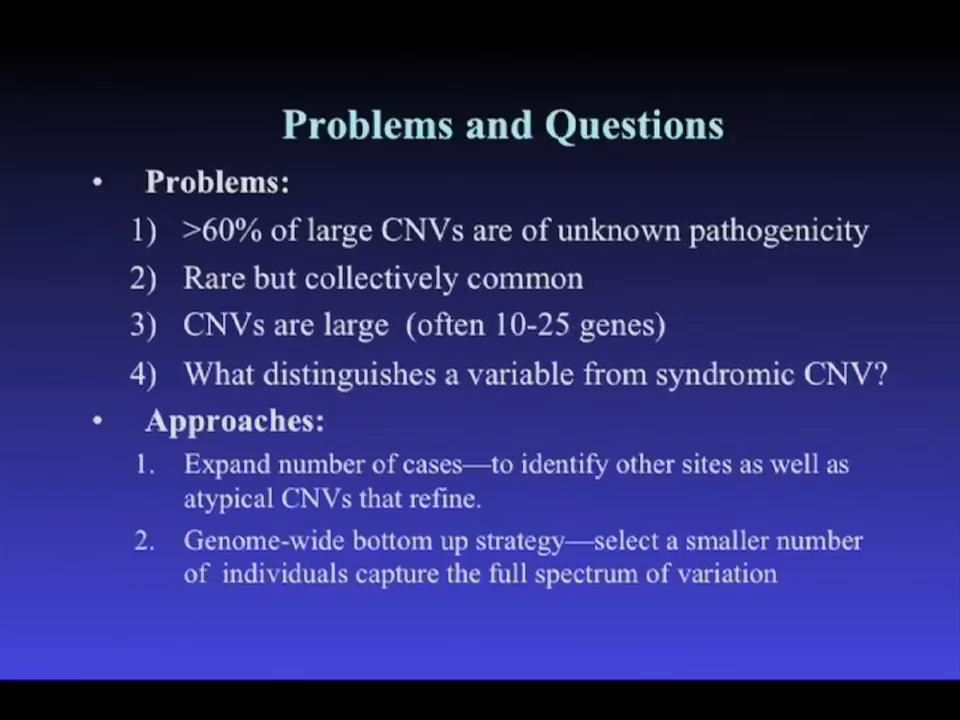 Problems and Questions
• Problems:
1) >60% of large CNVs are of unknown pathogenicity
2) Rare but collectively common
3) CNVs are large (often 10-25 genes)
4) What distinguishes a variable from syndromic CNV?
• Approaches:
1. Expand number of cases—to identify other sites as well as
atypical CNVs that refine.
2. Genome-wide bottom up strategy—select a smaller number
of individuals capture the full spectrum of variation